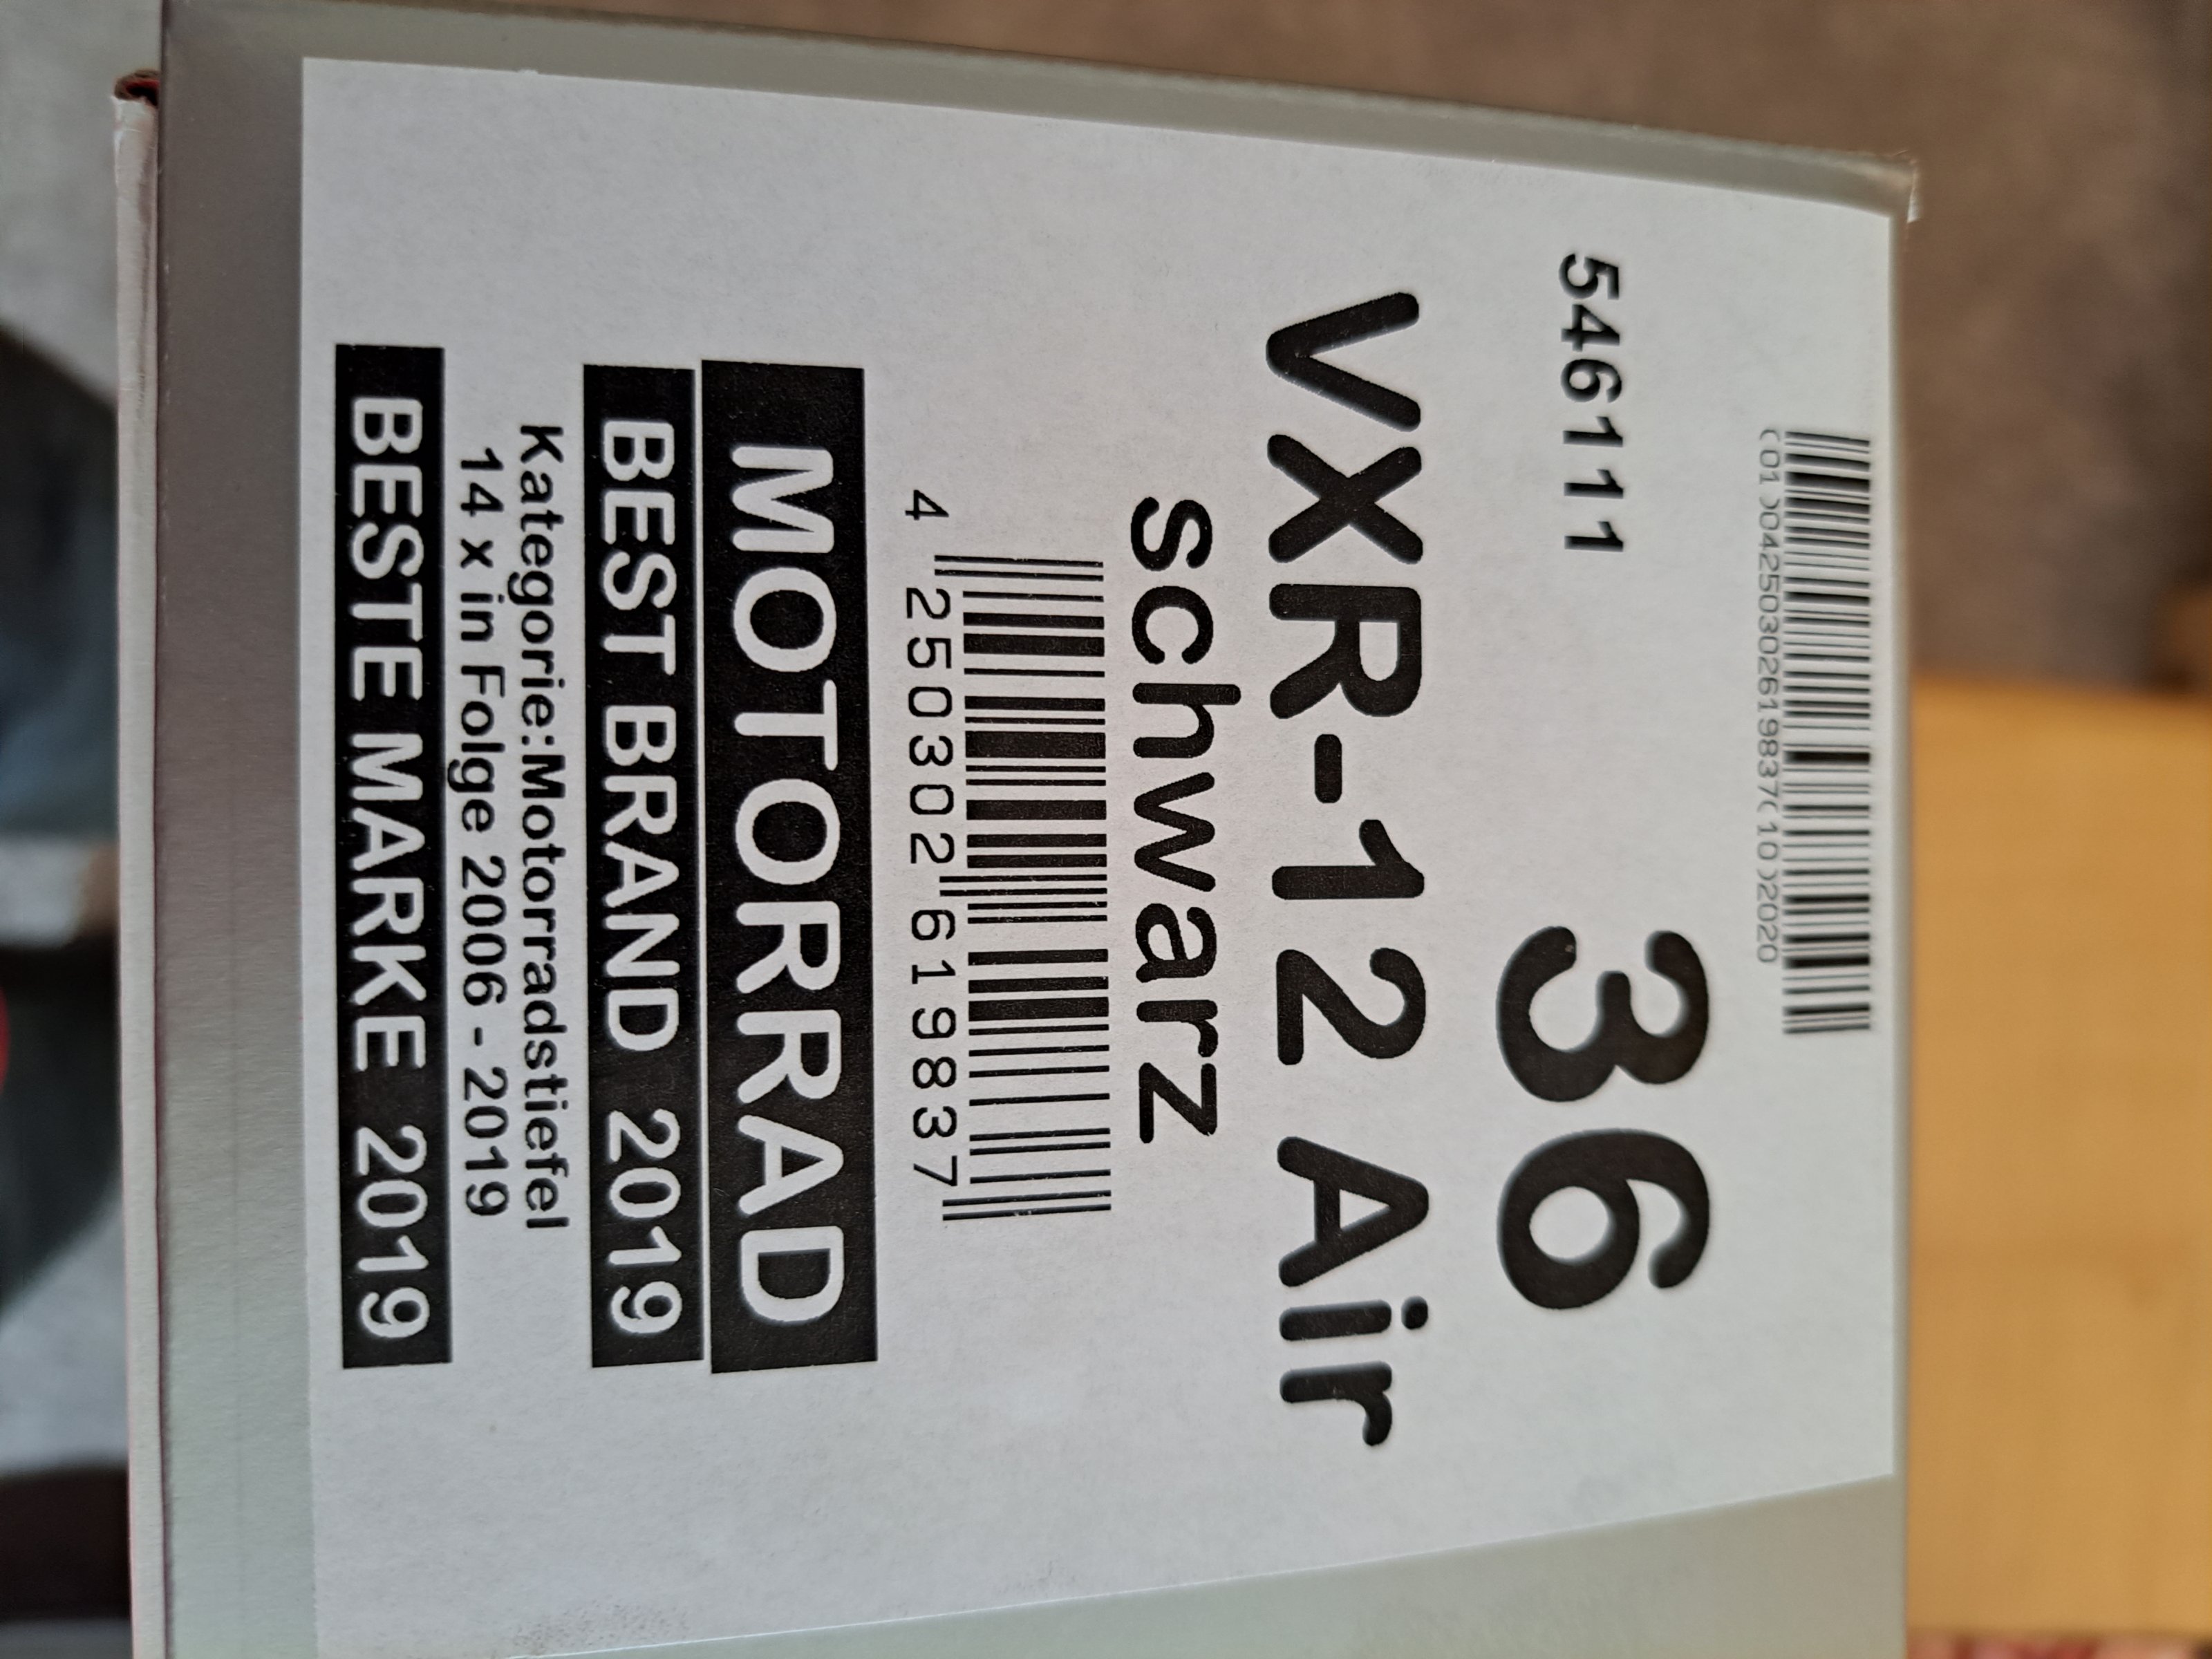 (01)04250302619837(10)2020
546111
36
VXR-12 Air
schwarz
4 250302 619837
MOTORRAD
BEST BRAND 2019
Kategorie:Motorradstiefel
14 x in Folge 2006 - 2019
BESTE MARKE 2019